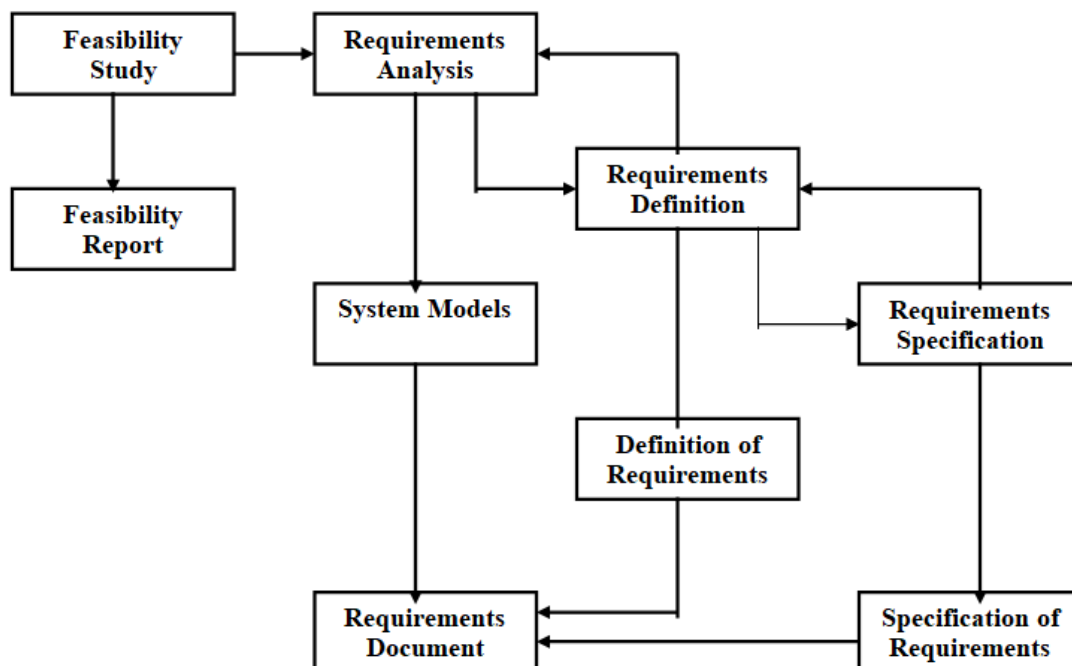 Feasibility
Study
Requirements
Analysis
Requirements
Definition
Feasibility
Report
System Models
Requirements
Specification
Definition of
Requirements
Requirements
Document
Specification of
Requirements